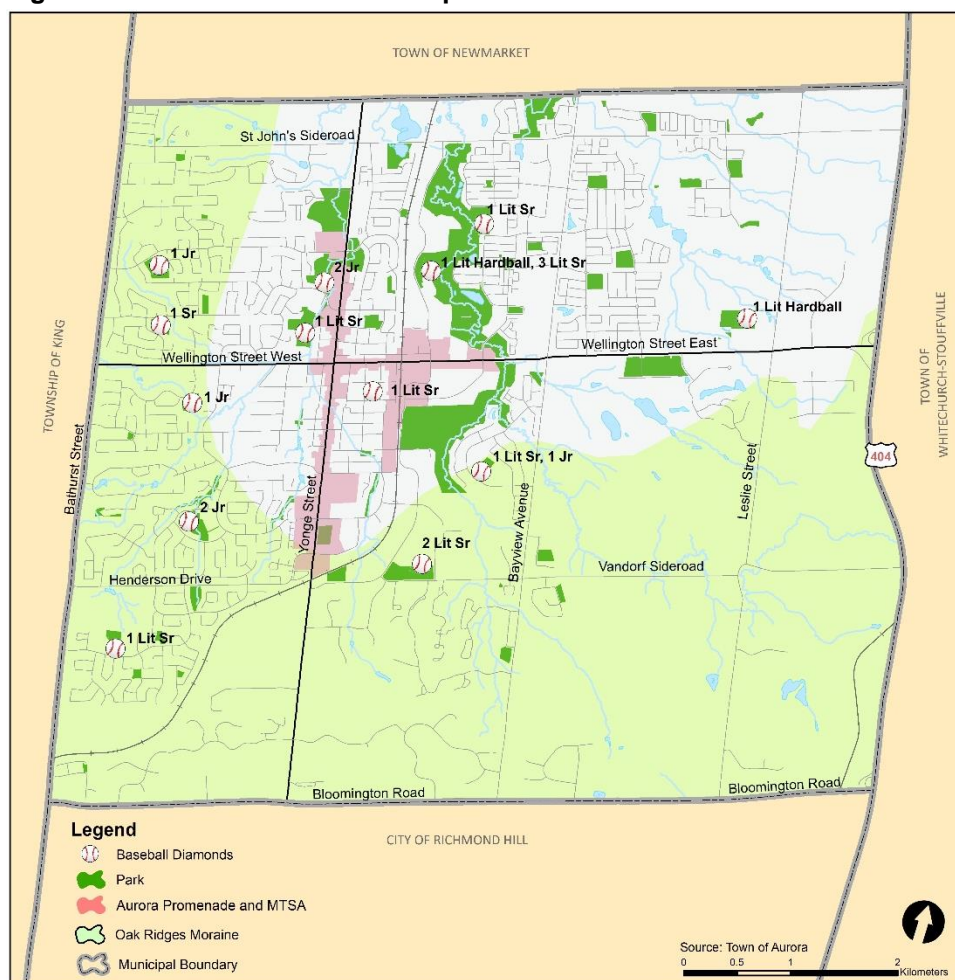 TOWN OF NEWMARKET
St John's Sideroad
1 Lit Sr
1 Jr
2 Jr
1 Lit Hardball, 3 Lit Sr
1 Sr
1 Lit Sr
1 Lit Hardball
Wellington Street West
Wellington Street East
TOWNSHIP OF KING
TOWN OF
WHITECHURCH-STOUFFVILLE
1 Jr
1 Lit Sr
404
Bathurst Street
1 Lit Sr, 1 Jr
Leslie Street
2 Jr
Yonge Street
Bayview Avenue
2 Lit Sr
Henderson Drive
Vandorf Sideroad
1 Lit Sr
Bloomington Road
Bloomington Road
CITY OF RICHMOND HILL
Legend
Baseball Diamonds
Park
Aurora Promenade and MTSA
Oak Ridges Moraine
Municipal Boundary
Source: Town of Aurora
0 0.5 1 2
Kilometers